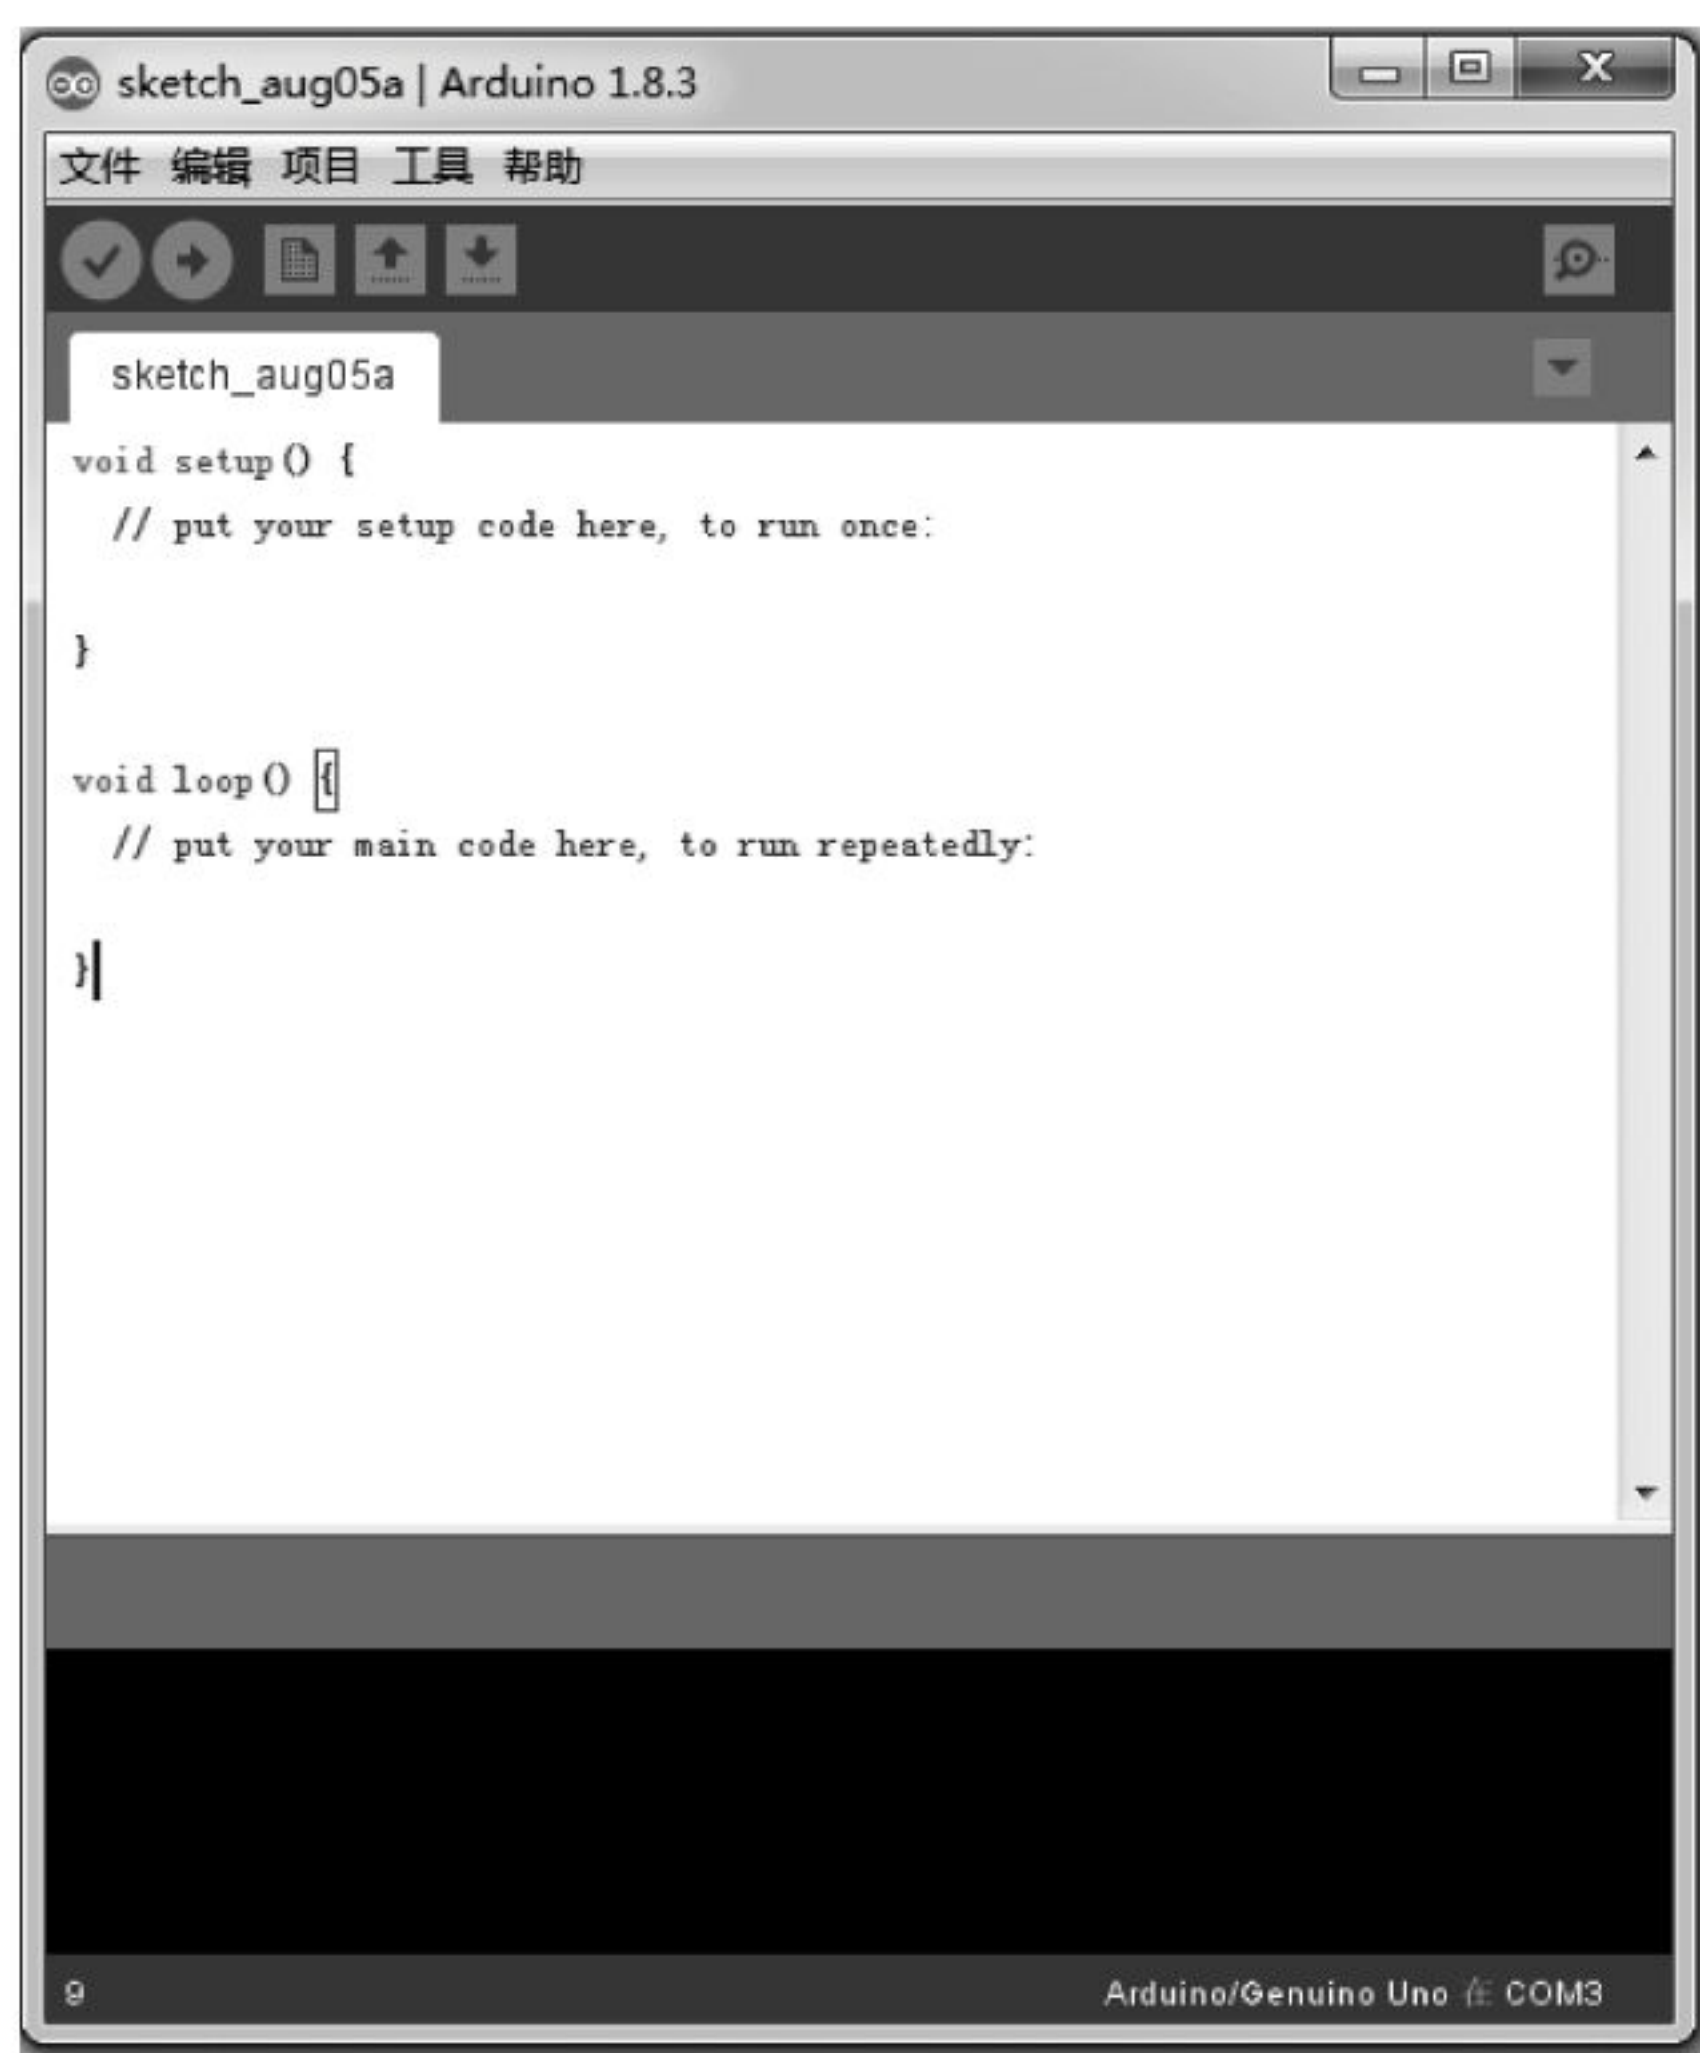 sketch_aug05a | Arduino 1.8.3
文件 编辑 项目 工具 帮助
sketch_aug05a
void setup() {
  // put your setup code here, to run once:
}
void loop() {
  // put your main code here, to run repeatedly:
}
9 Arduino/Genuino Uno 在 COM3